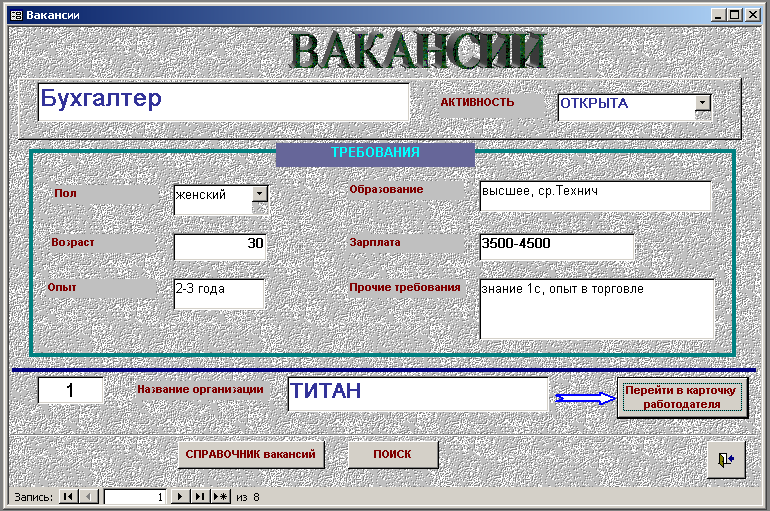 Вакансии
ВАКАНСИИ
Бухгалтер
АКТИВНОСТЬ
ОТКРЫТА
ТРЕБОВАНИЯ
Пол
женский
Образование
высшее, ср.Технич
Возраст
30
Зарплата
3500-4500
Опыт
2-3 года
Прочие требования
знание 1с, опыт в торговле
1
Название организации
ТИТАН
Перейти в карточку
работодателя
СПРАВОЧНИК вакансий
ПОИСК
Запись:
1
из 8